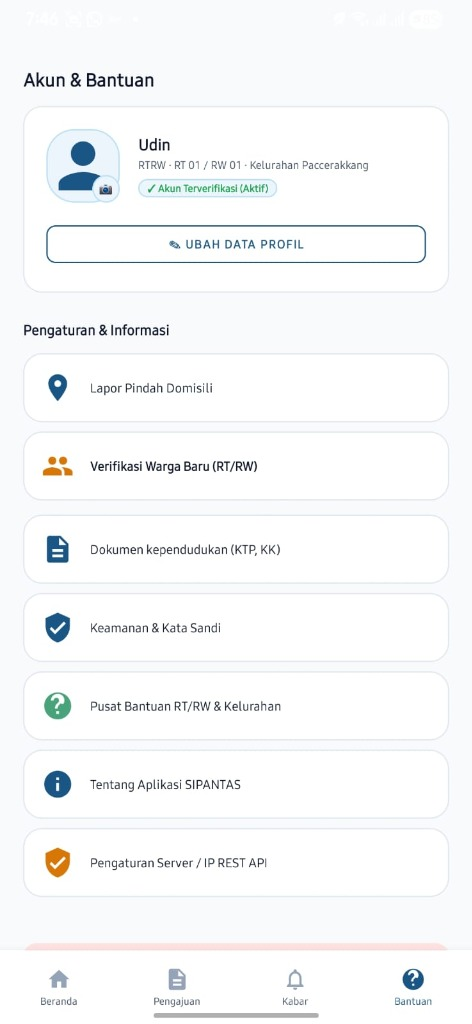 7:46
Akun & Bantuan
Udin
RTRW · RT 01 / RW 01 · Kelurahan Paccerakkang
✓ Akun Terverifikasi (Aktif)
✎ UBAH DATA PROFIL
Pengaturan & Informasi
Lapor Pindah Domisili
Verifikasi Warga Baru (RT/RW)
Dokumen kependudukan (KTP, KK)
Keamanan & Kata Sandi
Pusat Bantuan RT/RW & Kelurahan
Tentang Aplikasi SIPANTAS
Pengaturan Server / IP REST API
Beranda
Pengajuan
Kabar
Bantuan